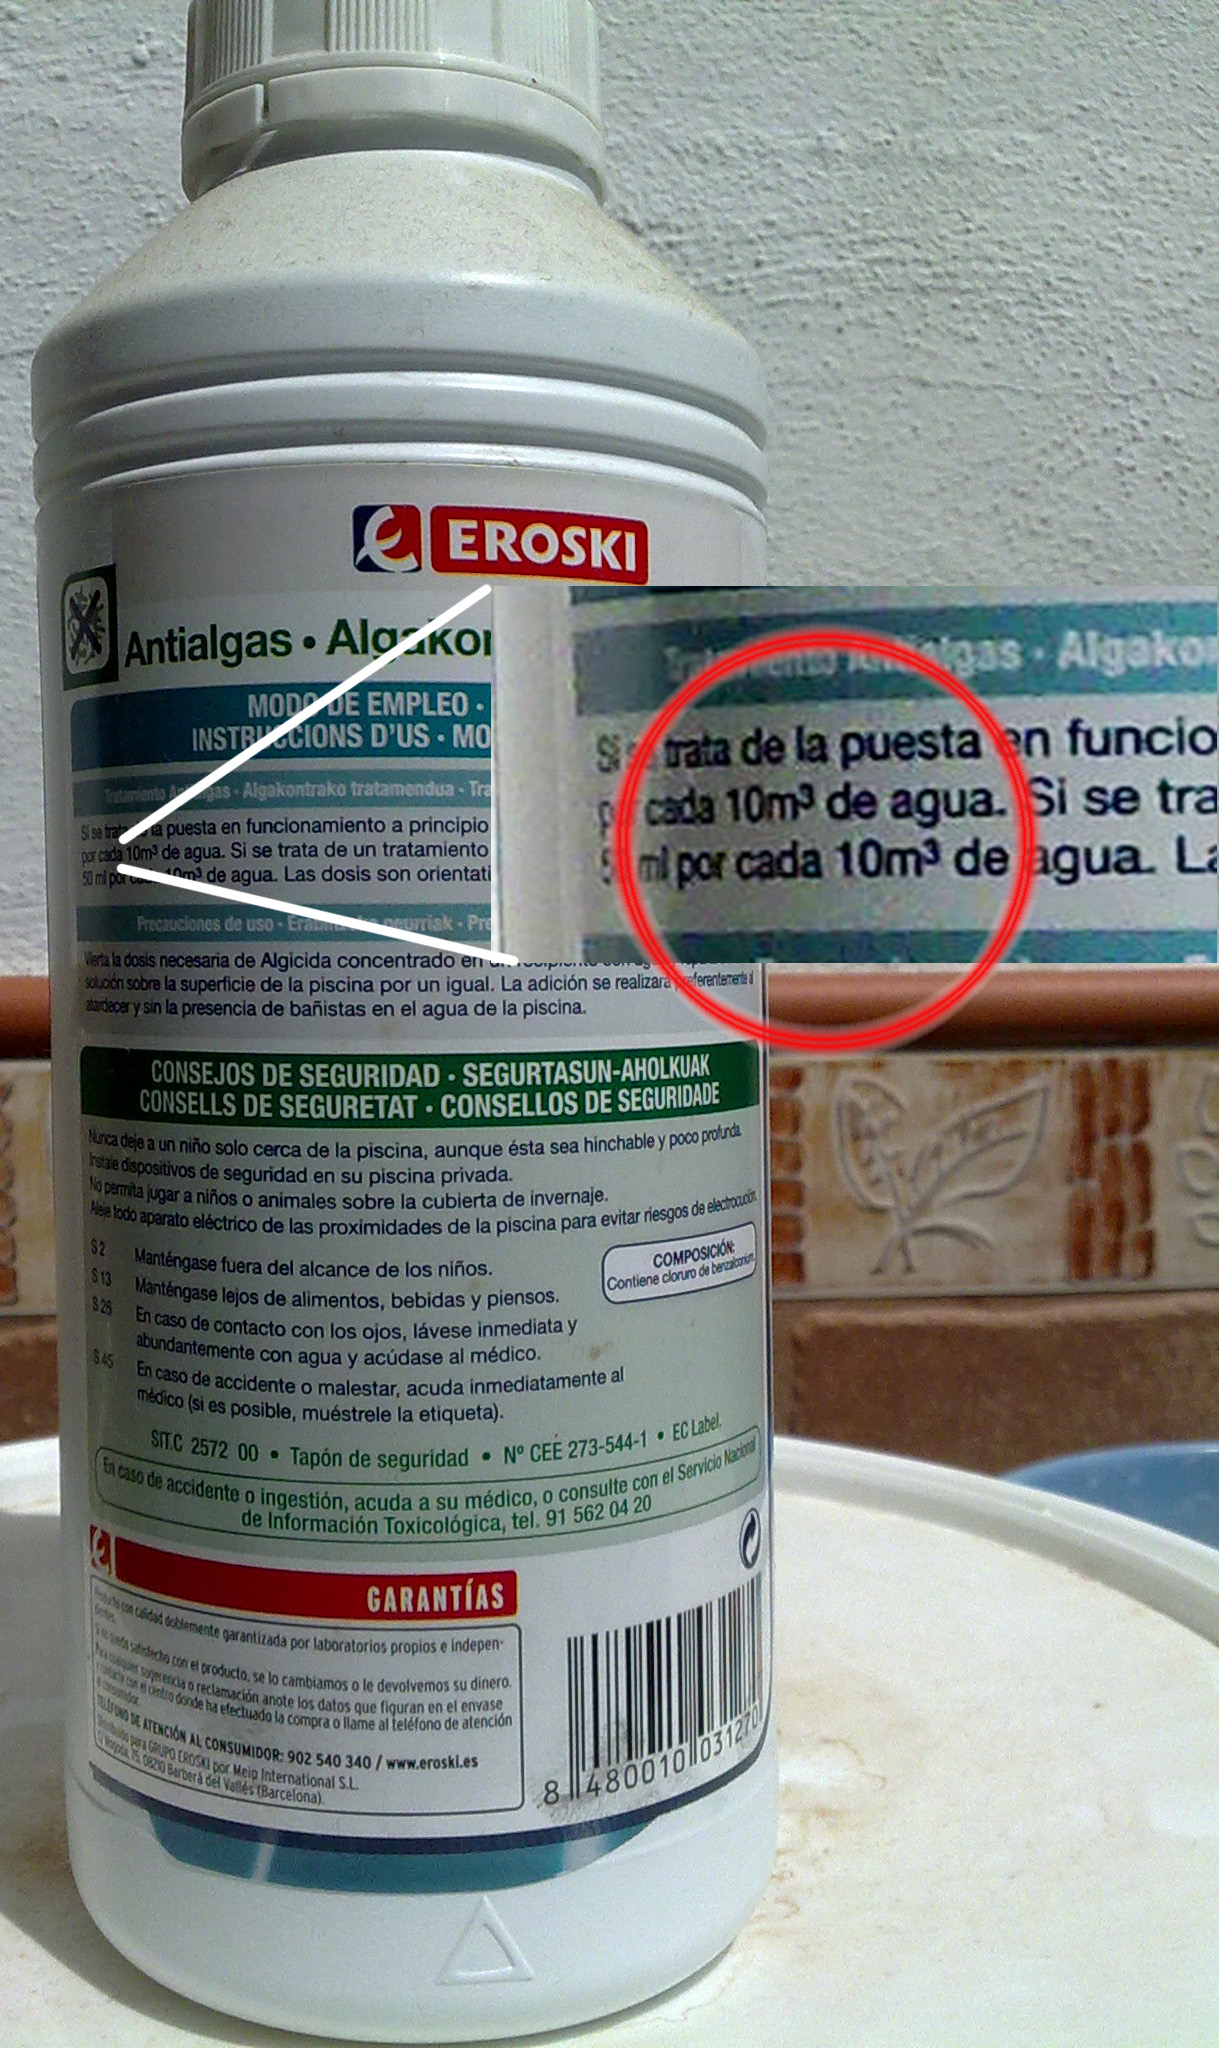 EROSKI
Antialgas • Algakon
MODO DE EMPLEO •
INSTRUCCIONS D'US • MO
Tratamiento Antialgas • Algakontrako tratamendua • Tra
Si se trata de la puesta en funcionamiento a principio
por cada 10m³ de agua. Si se trata de un tratamiento
50 ml por cada 10m³ de agua. Las dosis son orientati
Tratamiento Antialgas • Algakon
Si se trata de la puesta en funcio
por cada 10m³ de agua. Si se tra
50 ml por cada 10m³ de agua. La
Precauciones de uso • Erabiltzeko neurriak • Pre
Vierta la dosis necesaria de Algicida concentrado en un recipiente con
solución sobre la superficie de la piscina por un igual. La adición se realizará preferentemente al
atardecer y sin la presencia de bañistas en el agua de la piscina.
CONSEJOS DE SEGURIDAD • SEGURTASUN-AHOLKUAK
CONSELLS DE SEGURETAT • CONSELLOS DE SEGURIDADE
Nunca deje a un niño solo cerca de la piscina, aunque ésta sea hinchable y poco profunda.
Instale dispositivos de seguridad en su piscina privada.
No permita jugar a niños o animales sobre la cubierta de invernaje.
Aleje todo aparato eléctrico de las proximidades de la piscina para evitar riesgos de electrocución.
COMPOSICIÓN:
Contiene cloruro de benzalconium.
S 2 Manténgase fuera del alcance de los niños.
S 13 Manténgase lejos de alimentos, bebidas y piensos.
S 26 En caso de contacto con los ojos, lávese inmediata y
abundantemente con agua y acúdase al médico.
S 45 En caso de accidente o malestar, acuda inmediatamente al
médico (si es posible, muéstrele la etiqueta).
SIT.C 2572 00 • Tapón de seguridad • Nº CEE 273-544-1 • EC Label.
En caso de accidente o ingestión, acuda a su médico, o consulte con el Servicio Nacional
de Información Toxicológica, tel. 91 562 04 20
GARANTÍAS
Producto con calidad doblemente garantizada por laboratorios propios e indepen-
dientes.
Si no queda satisfecho con el producto, se lo cambiamos o le devolvemos su dinero.
Para cualquier sugerencia o reclamación anote los datos que figuran en el envase
y contacte con el centro donde ha efectuado la compra o llame al teléfono de atención
al consumidor.
TELÉFONO DE ATENCIÓN AL CONSUMIDOR: 902 540 340 / www.eroski.es
Distribuido para GRUPO EROSKI por Meip International S.L.
C/ Mogoda, 75. 08210 Barberá del Vallés (Barcelona).
8 480010 031270